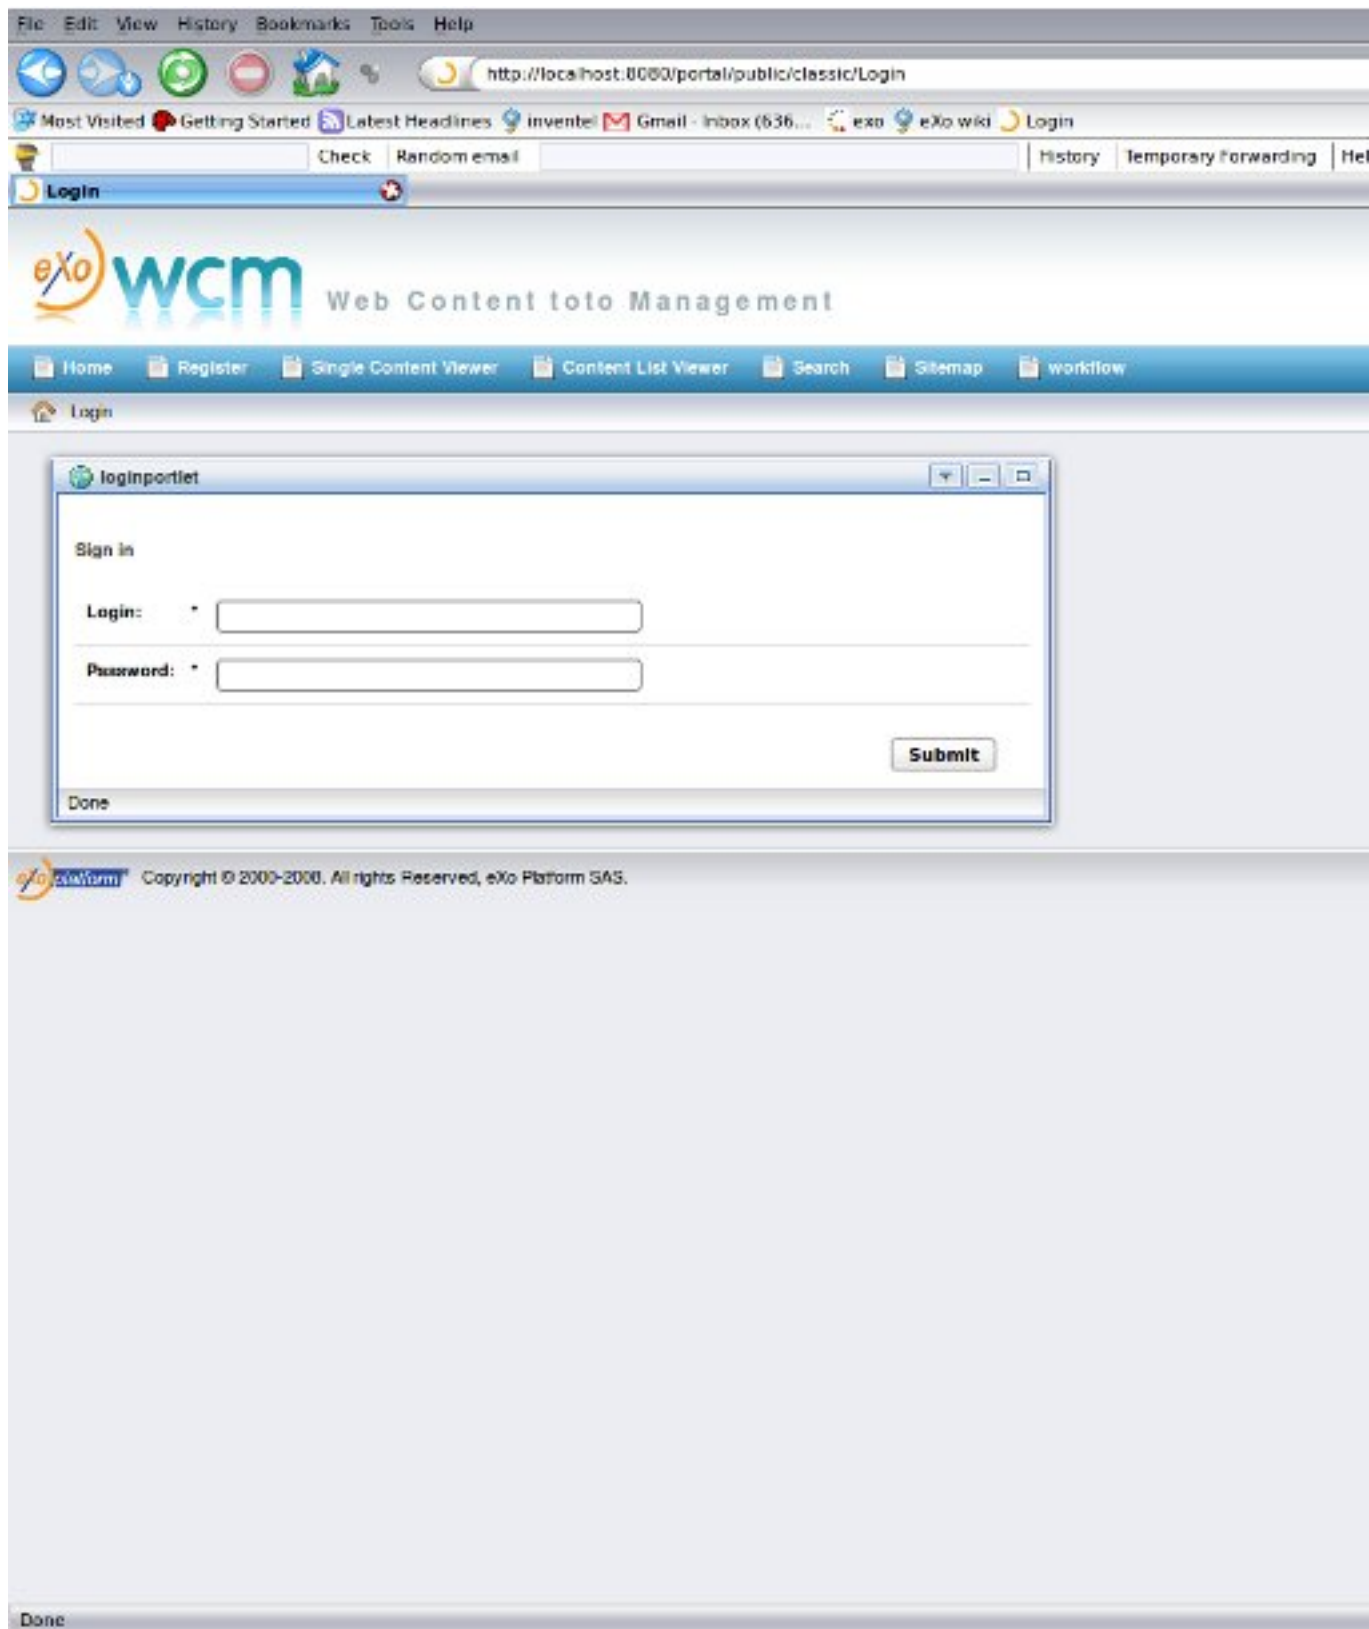 File Edit View History Bookmarks Tools Help
http://localhost:8080/portal/public/classic/Login
Most Visited Getting Started Latest Headlines inventel Gmail - Inbox (636... exo eXo wiki Login
Check Random email History Temporary Forwarding Hel
Login
eXo wcm Web Content toto Management
Home Register Single Content Viewer Content List Viewer Search Sitemap workflow
Login
loginportlet
Sign in
Login: *
Password: *
Submit
Done
eXo platform Copyright © 2000-2008. All rights Reserved, eXo Platform SAS.
Done